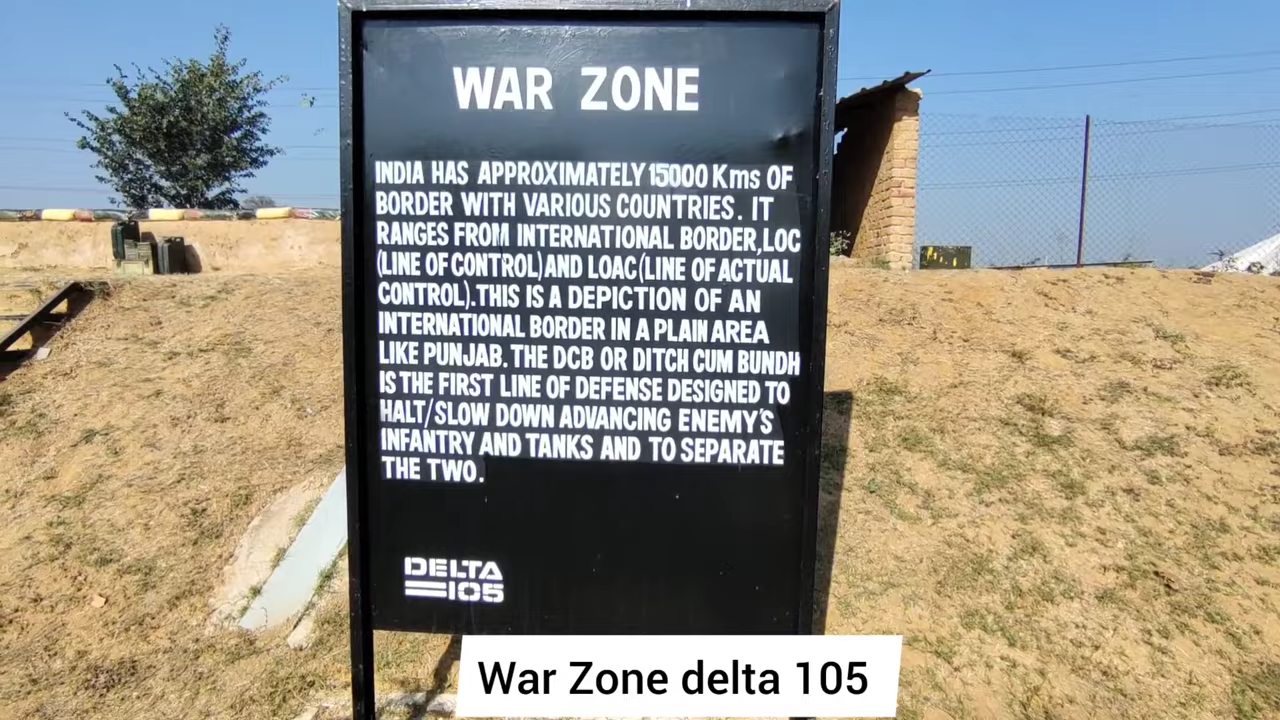 WAR ZONE
INDIA HAS APPROXIMATELY 15000 Kms OF
BORDER WITH VARIOUS COUNTRIES. IT
RANGES FROM INTERNATIONAL BORDER,LOC
(LINE OF CONTROL)AND LOAC(LINE OF ACTUAL
CONTROL).THIS IS A DEPICTION OF AN
INTERNATIONAL BORDER IN A PLAIN AREA
LIKE PUNJAB. THE DCB OR DITCH CUM BUNDH
IS THE FIRST LINE OF DEFENSE DESIGNED TO
HALT/SLOW DOWN ADVANCING ENEMY'S
INFANTRY AND TANKS AND TO SEPARATE
THE TWO.
DELTA
105
War Zone delta 105